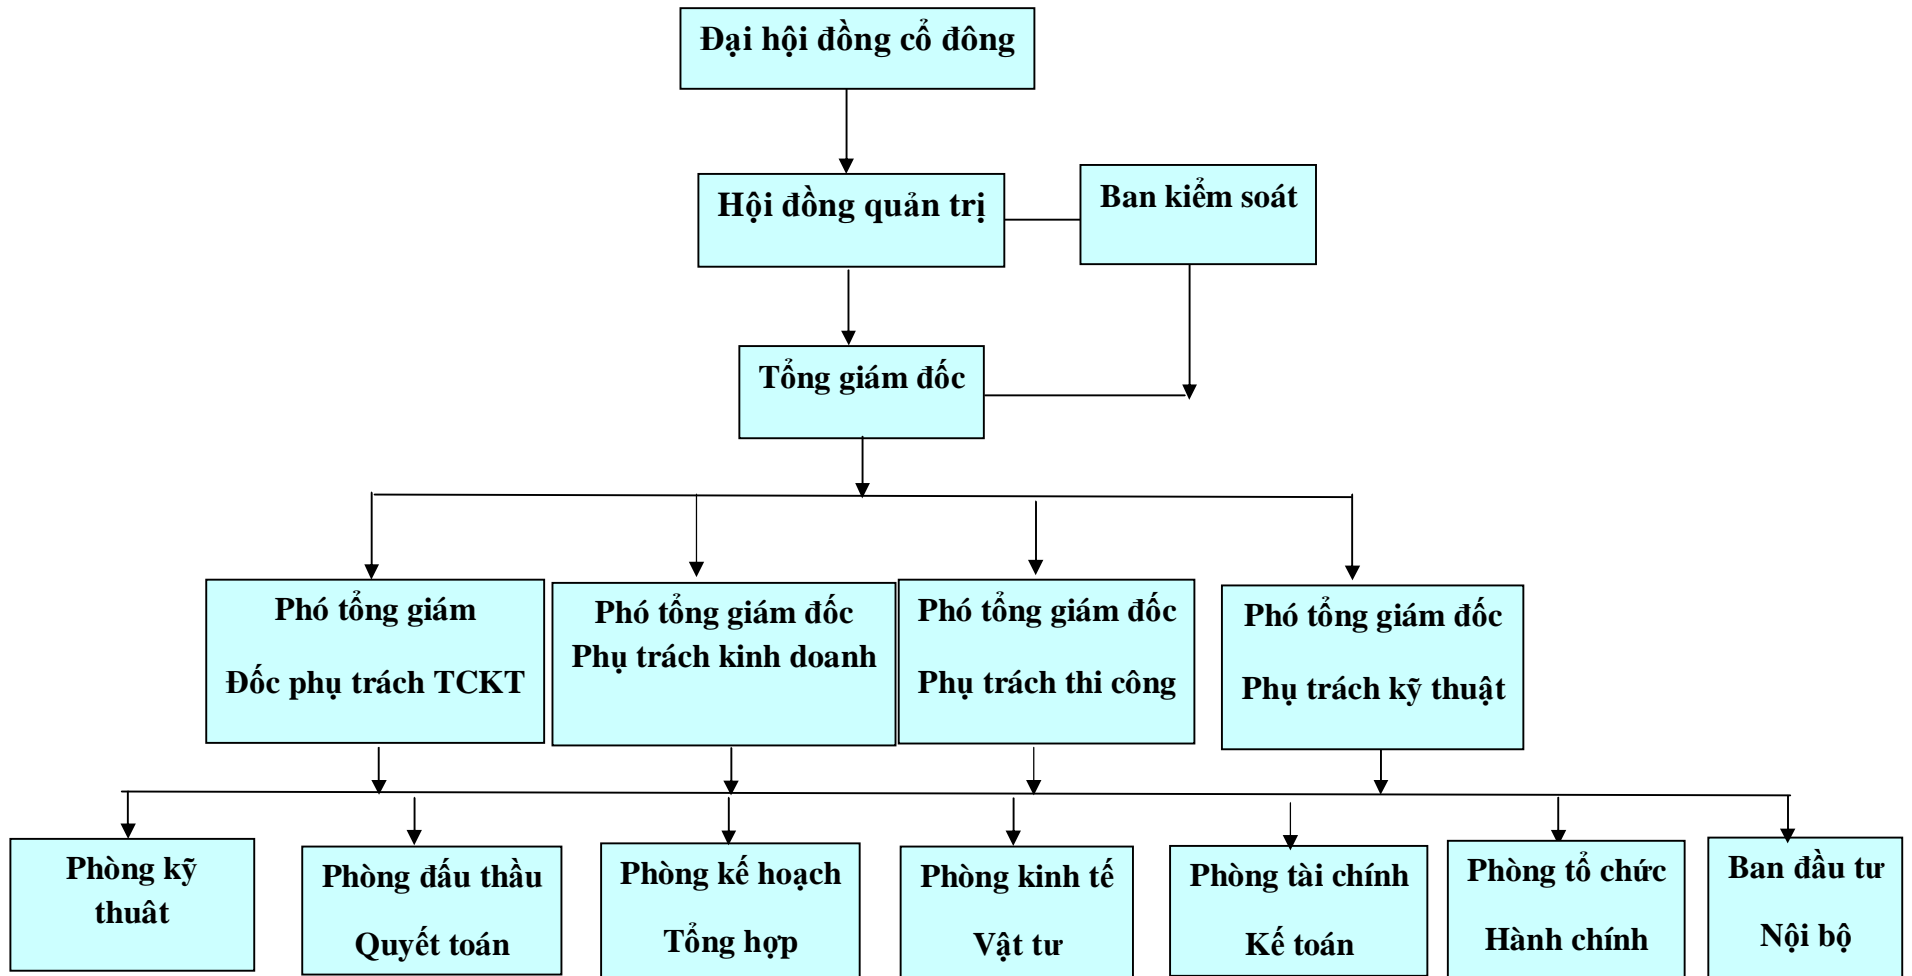 Đại hội đồng cổ đông
Hội đồng quản trị
Ban kiểm soát
Tổng giám đốc
Phó tổng giám
Đốc phụ trách TCKT
Phó tổng giám đốc
Phụ trách kinh doanh
Phó tổng giám đốc
Phụ trách thi công
Phó tổng giám đốc
Phụ trách kỹ thuật
Phòng kỹ
thuât
Phòng đấu thầu
Quyết toán
Phòng kế hoạch
Tổng hợp
Phòng kinh tế
Vật tư
Phòng tài chính
Kế toán
Phòng tổ chức
Hành chính
Ban đầu tư
Nội bộ